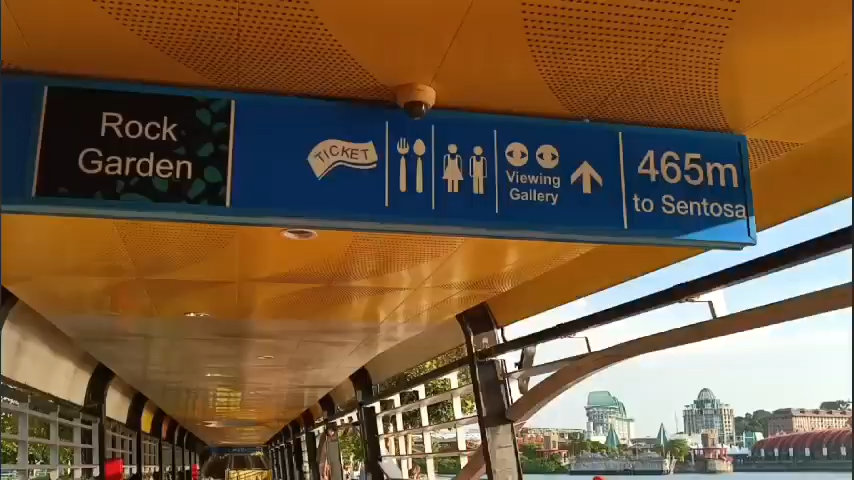 Rock
Garden
TICKET
Viewing
Gallery
465m
to Sentosa